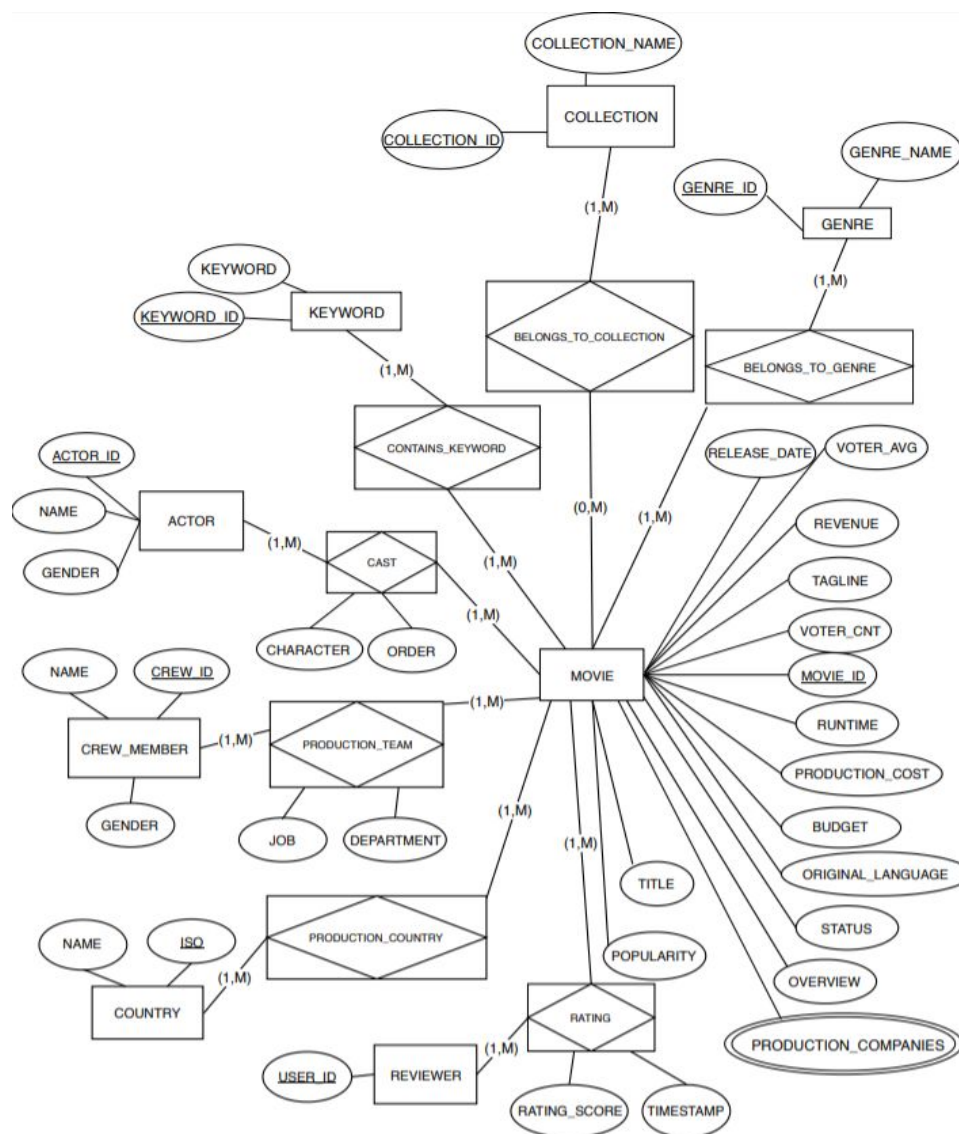 COLLECTION_NAME
COLLECTION
COLLECTION_ID
GENRE_NAME
GENRE_ID
GENRE
(1,M)
(1,M)
KEYWORD
KEYWORD
KEYWORD_ID
BELONGS_TO_COLLECTION
BELONGS_TO_GENRE
(1,M)
CONTAINS_KEYWORD
ACTOR_ID
RELEASE_DATE
VOTER_AVG
NAME
ACTOR
(0,M)
(1,M)
(1,M)
(1,M)
REVENUE
GENDER
CAST
TAGLINE
(1,M)
CHARACTER
ORDER
VOTER_CNT
NAME
CREW_ID
MOVIE
MOVIE_ID
(1,M)
RUNTIME
CREW_MEMBER
(1,M)
PRODUCTION_TEAM
PRODUCTION_COST
GENDER
JOB
DEPARTMENT
(1,M)
(1,M)
BUDGET
TITLE
ORIGINAL_LANGUAGE
NAME
ISO
PRODUCTION_COUNTRY
STATUS
POPULARITY
(1,M)
OVERVIEW
COUNTRY
RATING
PRODUCTION_COMPANIES
(1,M)
USER_ID
REVIEWER
RATING_SCORE
TIMESTAMP